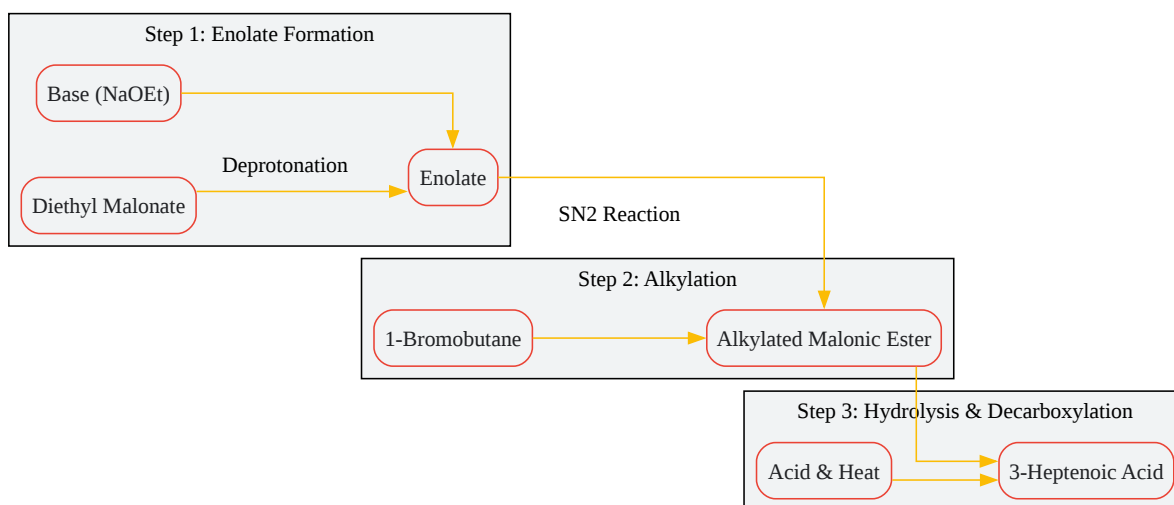 Step 1: Enolate Formation
Base (NaOEt)
Deprotonation
Enolate
Diethyl Malonate
SN2 Reaction
Step 2: Alkylation
1-Bromobutane
Alkylated Malonic Ester
Step 3: Hydrolysis & Decarboxylation
Acid & Heat
3-Heptenoic Acid